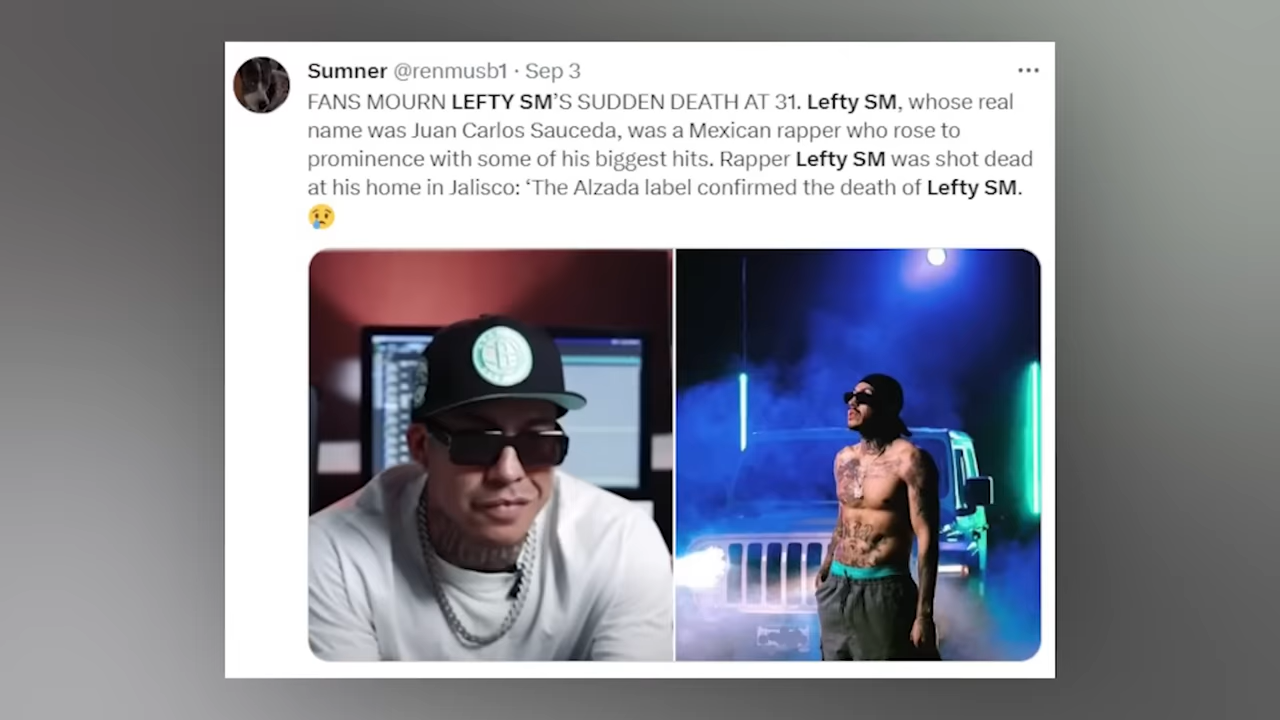 Sumner @renmusb1 · Sep 3
FANS MOURN LEFTY SM’S SUDDEN DEATH AT 31. Lefty SM, whose real
name was Juan Carlos Sauceda, was a Mexican rapper who rose to
prominence with some of his biggest hits. Rapper Lefty SM was shot dead
at his home in Jalisco: ‘The Alzada label confirmed the death of Lefty SM.
😢